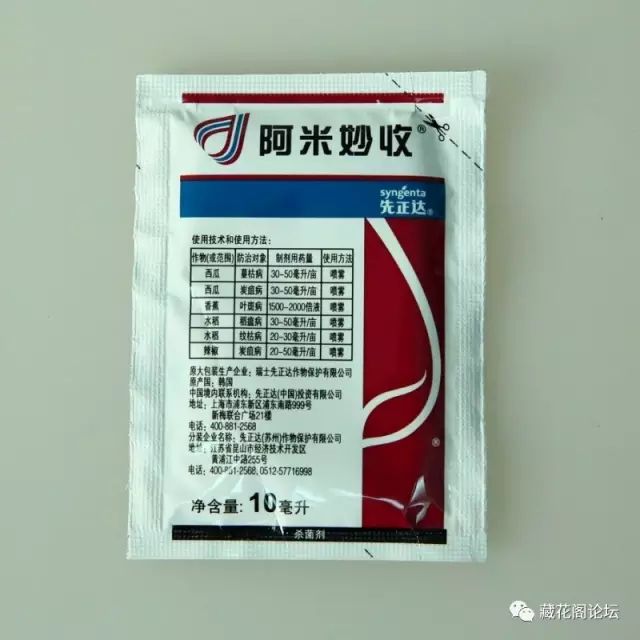 阿米妙收®
syngenta
先正达®
使用技术和使用方法:
作物(或范围) 防治对象 制剂用药量 使用方法
西瓜 蔓枯病 30-50毫升/亩 喷雾
西瓜 炭疽病 30-50毫升/亩 喷雾
香蕉 叶斑病 1500-2000倍液 喷雾
水稻 稻瘟病 30-50毫升/亩 喷雾
水稻 纹枯病 20-30毫升/亩 喷雾
辣椒 炭疽病 20-50毫升/亩 喷雾
原大包装生产企业: 瑞士先正达作物保护有限公司
原产国: 韩国
中国境内联系机构: 先正达(中国)投资有限公司
地址: 上海市浦东新区浦东南路999号
新梅联合广场21楼
电话: 400-881-2568
分装企业名称: 先正达(苏州)作物保护有限公司
地址: 江苏省昆山市经济技术开发区
黄浦江中路255号
电话: 400-881-2568, 0512-57716998
®
净含量: 10毫升
杀菌剂
藏花阁论坛